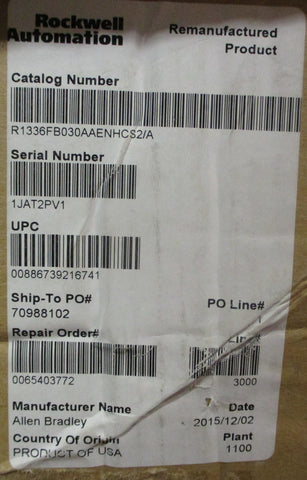 Rockwell Remanufactured
Automation Product
Catalog Number
R1336FB030AAENHCS2/A
Serial Number
1JAT2PV1
UPC
00886739216741
Ship-To PO# PO Line#
70988102
Repair Order# Line#
0065403772 3000
Manufacturer Name Date
Allen Bradley 2015/12/02
Country Of Origin Plant
PRODUCT OF USA 1100